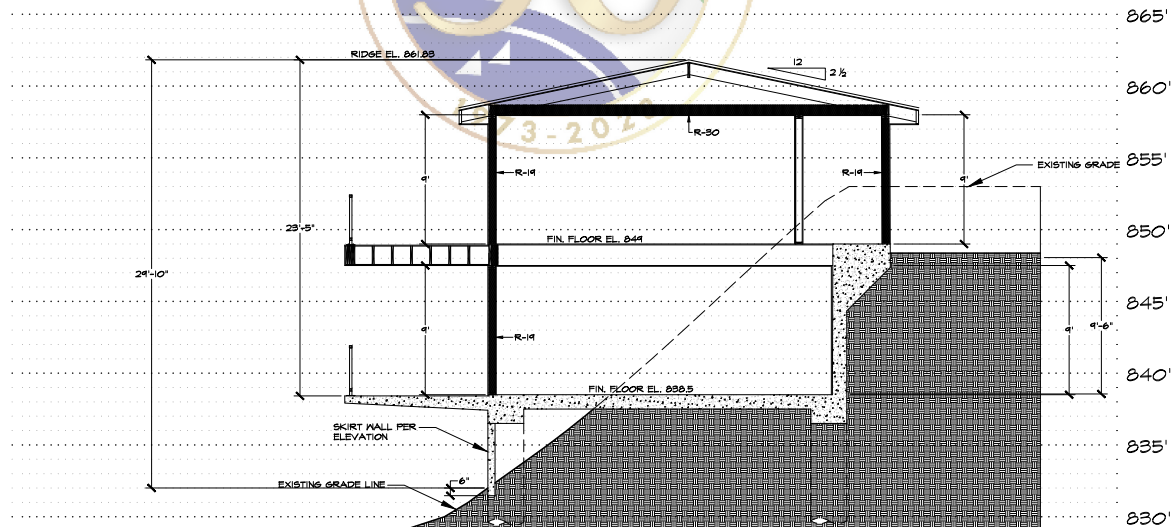 865'
RIDGE EL. 861.83
12
2 ½
860'
1973-202
R-30
855'
EXISTING GRADE
R-19
R-19
9'
9'
23'-5"
850'
FIN. FLOOR EL. 849
29'-10"
845'
9'
R-19
9'
9'-6"
840'
FIN. FLOOR EL. 838.5
SKIRT WALL PER
ELEVATION
835'
6"
EXISTING GRADE LINE
830'